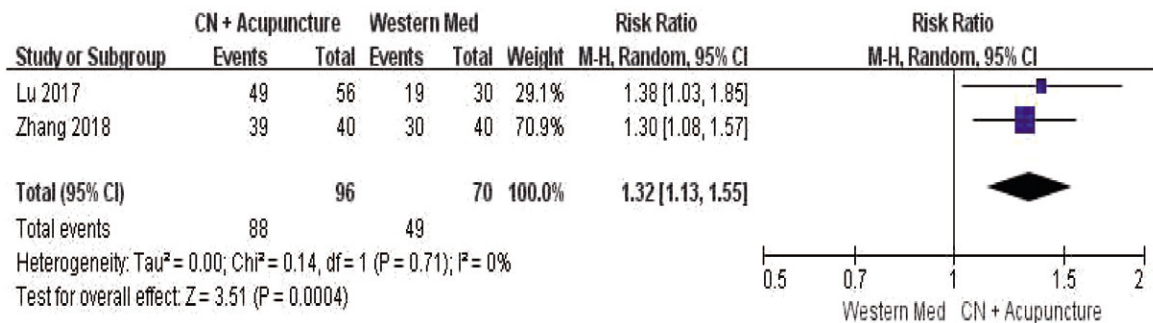 CN + Acupuncture Western Med Risk Ratio Risk Ratio
Study or Subgroup Events Total Events Total Weight M-H, Random, 95% CI M-H, Random, 95% CI
Lu 2017 49 56 19 30 29.1% 1.38 [1.03, 1.85]
Zhang 2018 39 40 30 40 70.9% 1.30 [1.08, 1.57]
Total (95% CI) 96 70 100.0% 1.32 [1.13, 1.55]
Total events 88 49
Heterogeneity: Tau² = 0.00; Chi² = 0.14, df = 1 (P = 0.71); I² = 0%
Test for overall effect: Z = 3.51 (P = 0.0004)
0.5 0.7 1 1.5 2
Western Med CN + Acupuncture